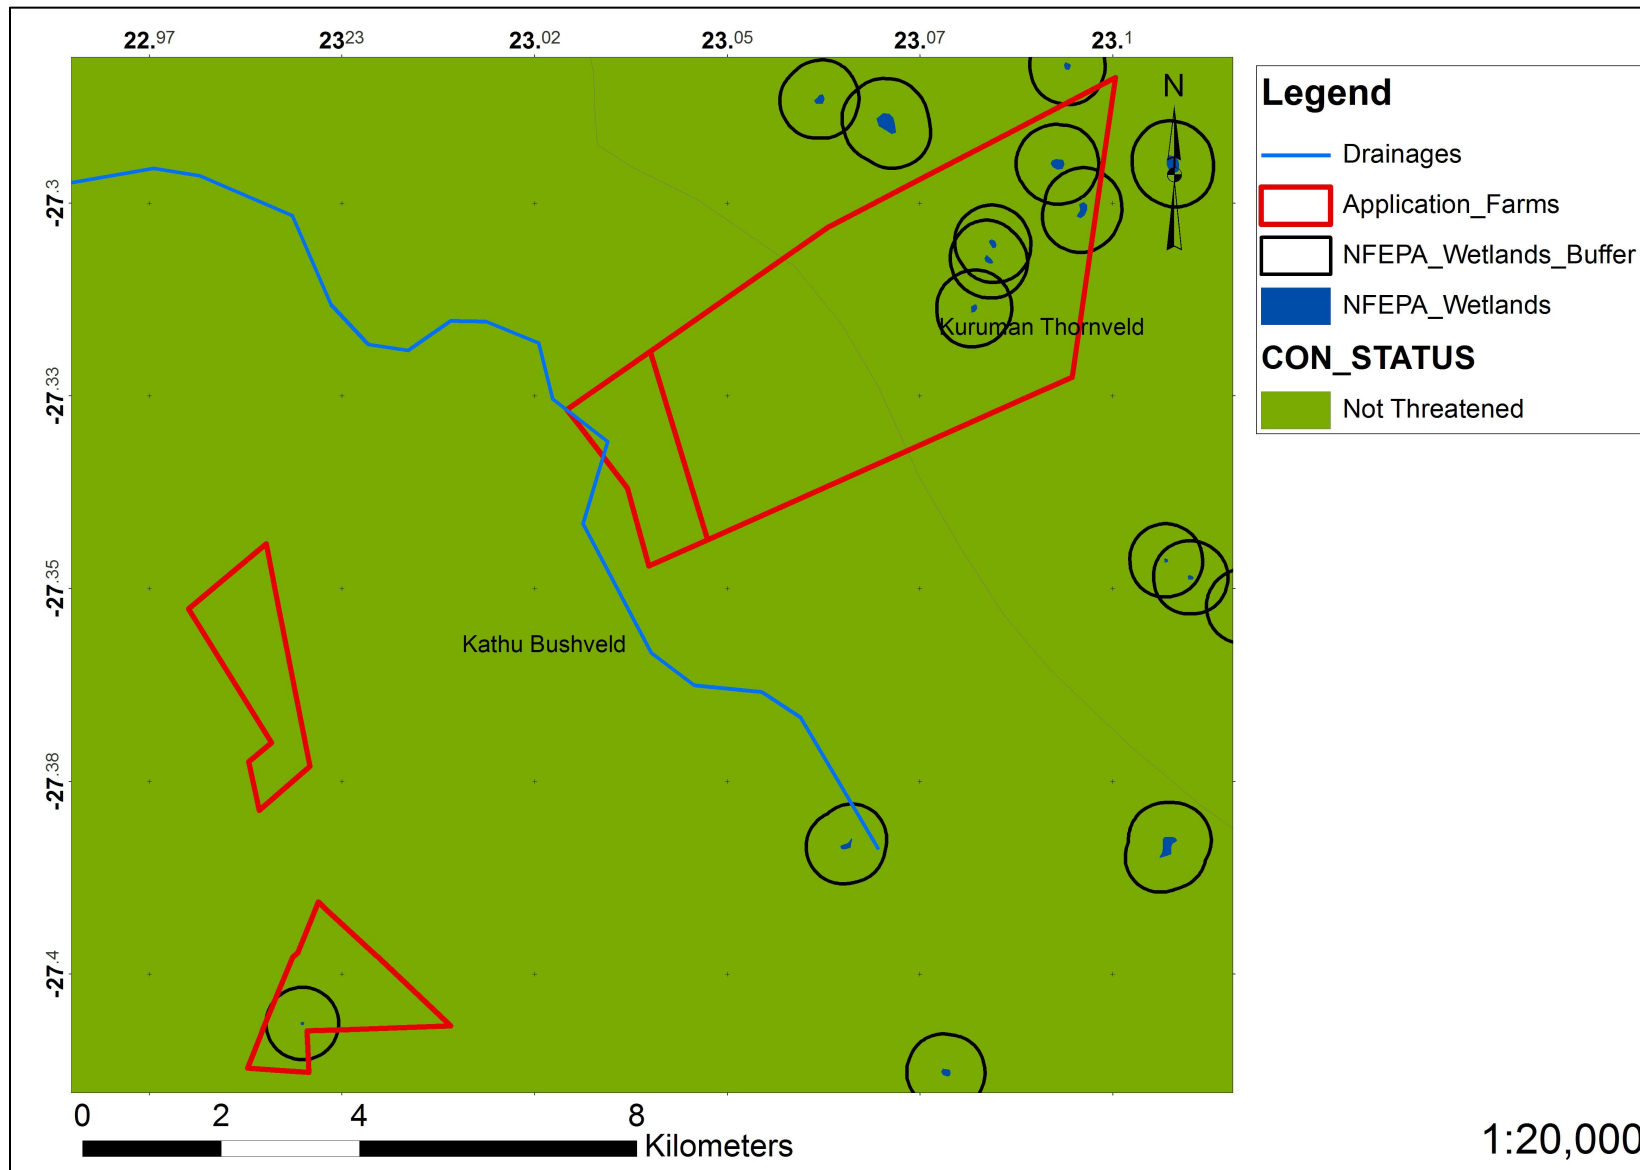 22.97 2323 23.02 23.05 23.07 23.1
N
-27.3
-27.33
-27.35
-27.38
-27.4
Kuruman Thornveld
Kathu Bushveld
Legend
Drainages
Application_Farms
NFEPA_Wetlands_Buffer
NFEPA_Wetlands
CON_STATUS
Not Threatened
0 2 4 8
Kilometers
1:20,000